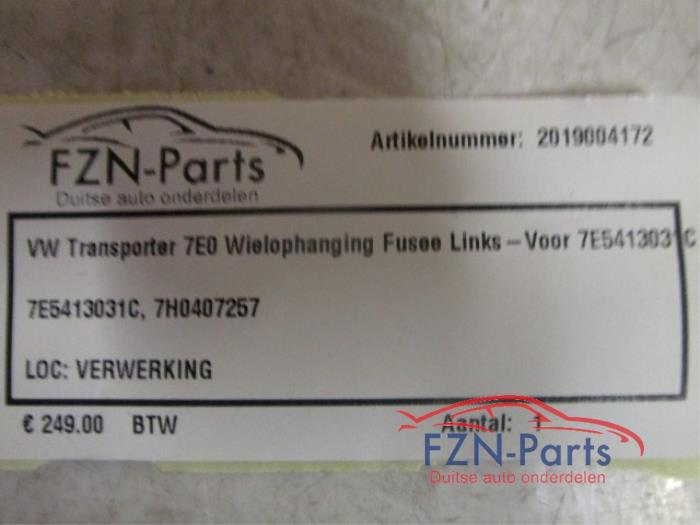 FZN-Parts
Duitse auto onderdelen
Artikelnummer: 2019004172
VW Transporter 7E0 Wielophanging Fusee Links – Voor 7E5413031C
7E5413031C, 7H0407257
LOC: VERWERKING
€ 249.00 BTW
Aantal: 1
FZN-Parts
Duitse auto onderdelen